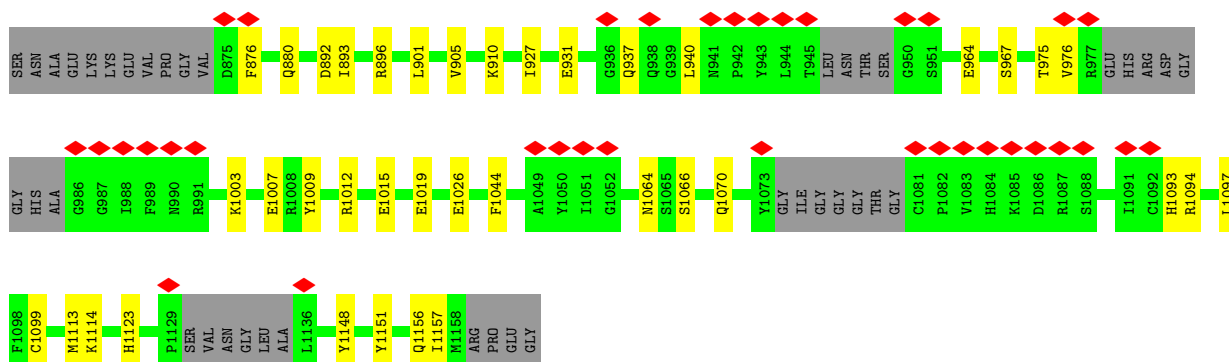 SER ASN ALA GLU LYS LYS GLU VAL PRO GLY VAL D875 F876 Q880 D892 I893 R896 L901 V905 K910 I927 E931 G936 Q937 Q938 G939 L940 N941 P942 Y943 L944 T945 LEU ASN THR SER G950 S951 E964 S967 T975 V976 R977 GLU HIS ARG ASP GLY
GLY HIS ALA G986 G987 I988 F989 N990 R991 K1003 E1007 R1008 Y1009 R1012 E1015 E1019 E1026 F1044 A1049 Y1050 I1051 G1052 N1064 S1065 S1066 Q1070 Y1073 GLY ILE GLY GLY GLY THR GLY C1081 P1082 V1083 H1084 K1085 D1086 R1087 S1088 I1091 C1092 H1093 R1094
F1098 C1099 M1113 K1114 H1123 P1129 SER VAL ASN GLY LEU ALA L1136 Y1148 Y1151 Q1156 I1157 M1158 ARG PRO GLU GLY